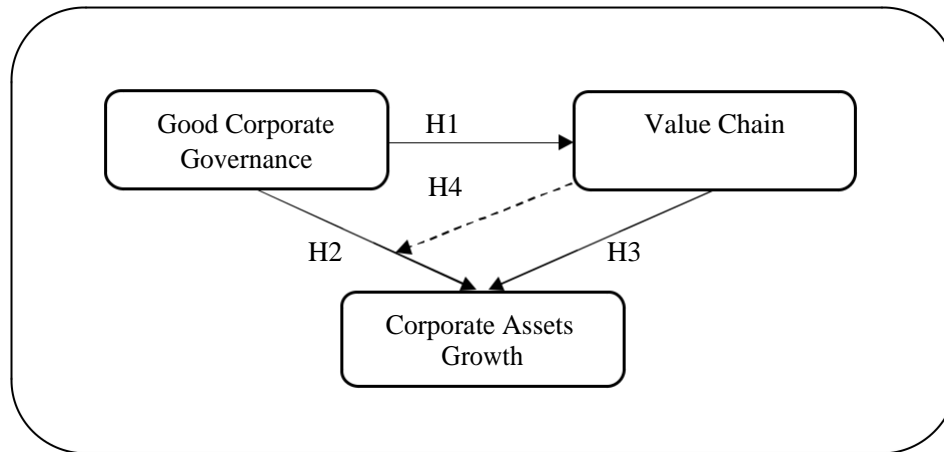 Good Corporate
Governance
H1
Value Chain
H4
H2
H3
Corporate Assets
Growth